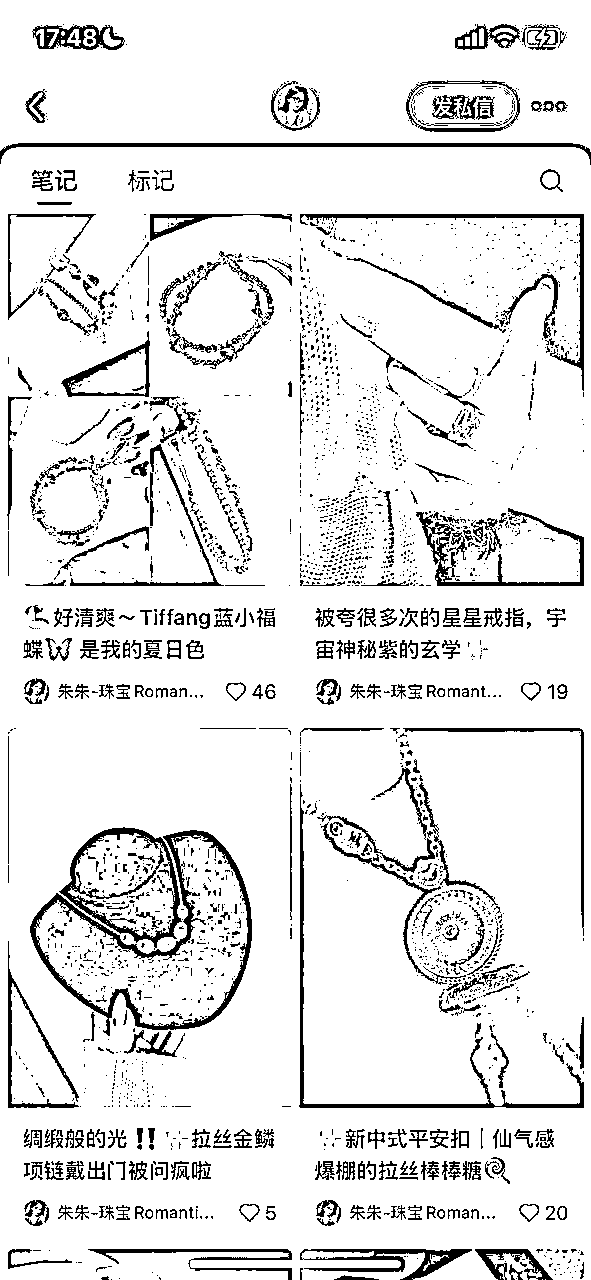 17:48
发私信
笔记 标记
好清爽～Tiffang蓝小福
蝶🦋 是我的夏日色
朱朱-珠宝Roman... 46
被夸很多次的星星戒指，宇
宙神秘紫的玄学✨
朱朱-珠宝Romant... 19
绸缎般的光‼️✨拉丝金鳞
项链戴出门被问疯啦
朱朱-珠宝Romanti... 5
✨新中式平安扣｜仙气感
爆棚的拉丝棒棒糖🍭
朱朱-珠宝Roman... 20